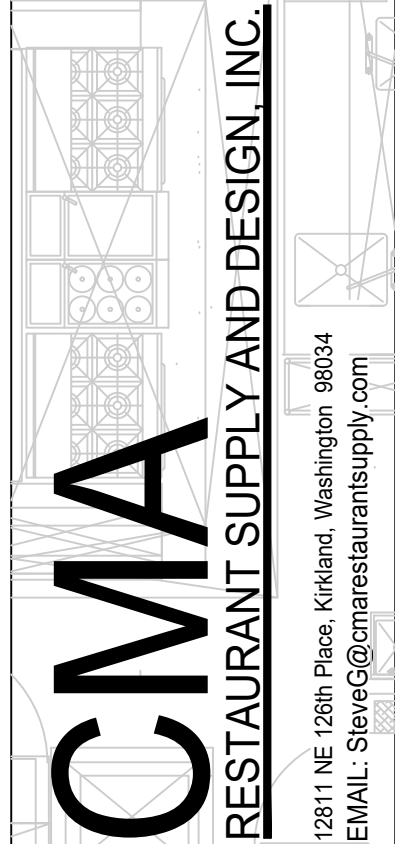 CMA
RESTAURANT SUPPLY AND DESIGN, INC.
12811 NE 126th Place, Kirkland, Washington 98034
EMAIL: SteveG@cmarestaurantsupply.com